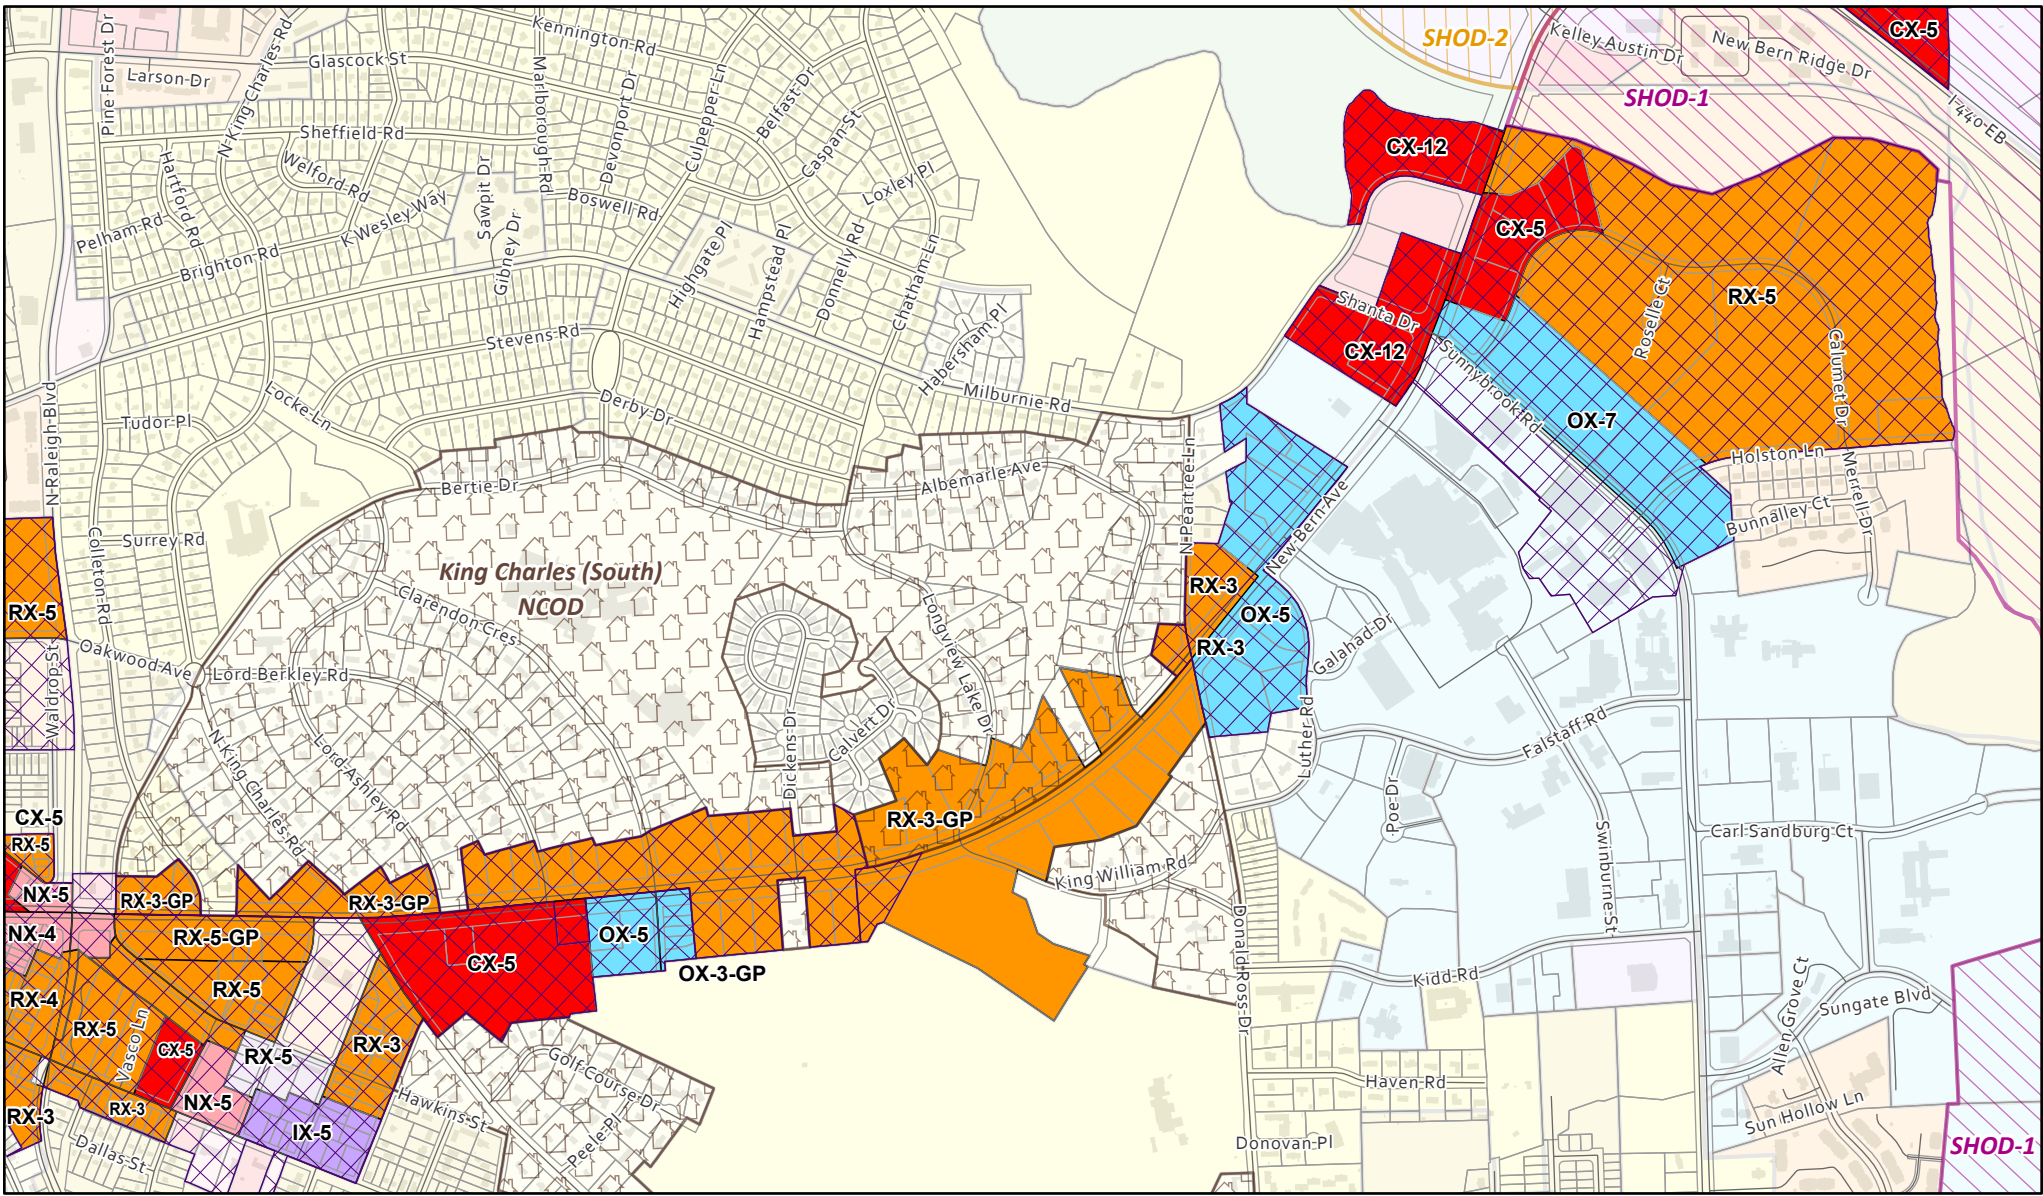 Pine Forest Dr
Larson Dr
N King Charles Rd
Glascock St
Kennington Rd
Marlborough Rd
Devonport Dr
Culpepper Ln
Belfast Dr
Caspan St
Loxley Pl
SHOD-2
Kelley Austin Dr
New Bern Ridge Dr
SHOD-1
CX-5
I 440 EB
Sheffield Rd
Welford Rd
Hartford Rd
Pelham Rd
K Wesley Way
Sawpit Dr
Gibney Dr
Boswell Rd
Brighton Rd
Highgate Pl
Hampstead Pl
Donnelly Rd
Chatham Ln
Habersham Pl
CX-12
CX-5
RX-5
Roselle Ct
Calumet Dr
Shanta Dr
CX-12
Sunnybrook Rd
OX-7
Stevens Rd
Derby Dr
Milburnie Rd
Locke Ln
Tudor Pl
N Raleigh Blvd
Bertie Dr
Albemarle Ave
N Peartree Ln
New Bern Ave
Holston Ln
Merrell Dr
Bunnalley Ct
Surrey Rd
Colleton Rd
King Charles (South)
NCOD
Clarendon Cres
Longview Lake Dr
RX-3
OX-5
RX-3
Galahad Dr
RX-5
Oakwood Ave
Waldrop St
Lord Berkley Rd
N King Charles Rd
Lord Ashley Rd
Dickens Dr
Calvert Dr
Luther Rd
Falstaff Rd
Poe Dr
Swinburne St
Carl Sandburg Ct
CX-5
RX-5
NX-5
RX-3-GP
RX-3-GP
RX-3-GP
King William Rd
Donald Ross Dr
NX-4
RX-5-GP
CX-5
OX-5
OX-3-GP
Kidd Rd
Allen Grove Ct
Sungate Blvd
RX-4
RX-5
RX-5
Vasco Ln
CX-5
RX-5
RX-3
RX-3
RX-3
NX-5
IX-5
Dallas St
Hawkins St
Golf Course Dr
Peele Pl
Haven Rd
Donovan Pl
Sun Hollow Ln
SHOD-1